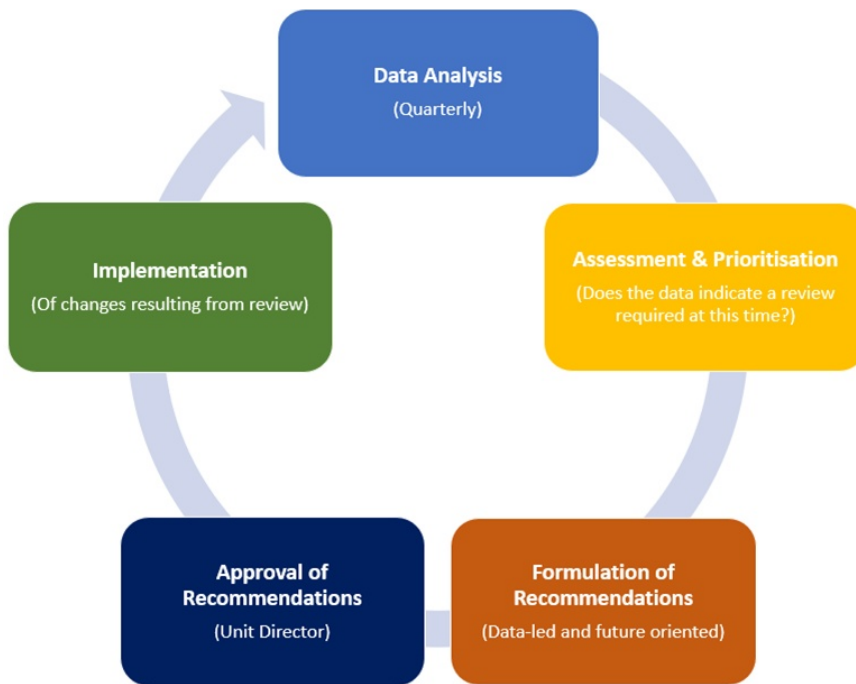 Data Analysis
(Quarterly)
Assessment & Prioritisation
(Does the data indicate a review
required at this time?)
Formulation of
Recommendations
(Data-led and future oriented)
Approval of
Recommendations
(Unit Director)
Implementation
(Of changes resulting from review)